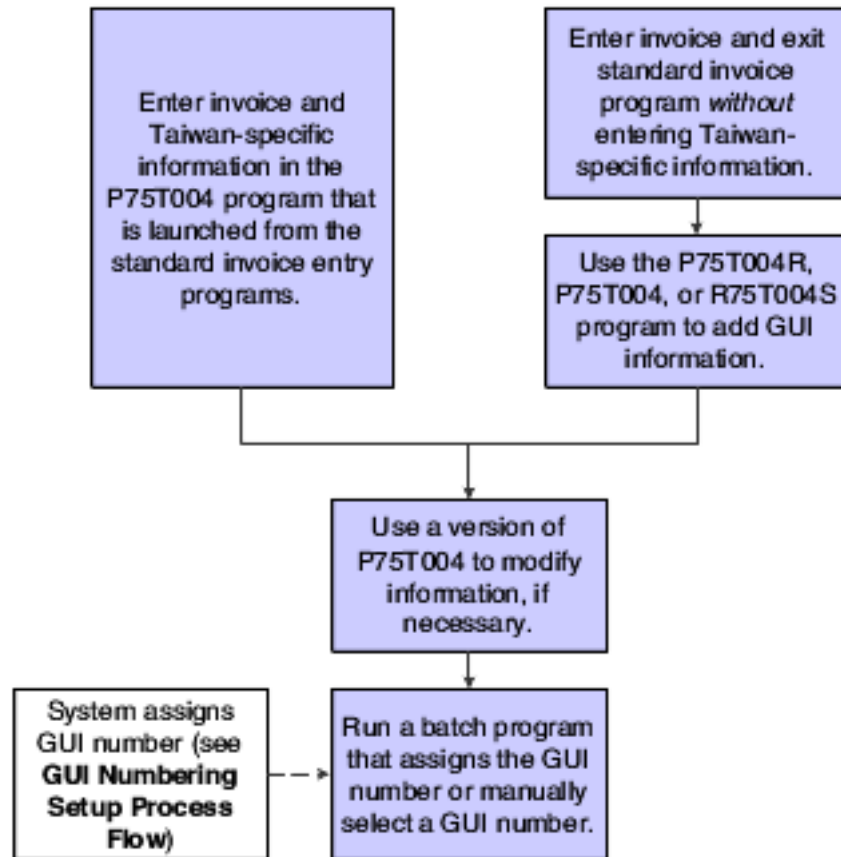 Enter invoice and
Taiwan-specific
information in the
P75T004 program that
is launched from the
standard invoice entry
programs.
Enter invoice and exit
standard invoice
program without
entering Taiwan-
specific information.
Use the P75T004R,
P75T004, or R75T004S
program to add GUI
information.
Use a version of
P75T004 to modify
information, if
necessary.
System assigns
GUI number (see
GUI Numbering
Setup Process
Flow)
Run a batch program
that assigns the GUI
number or manually
select a GUI number.